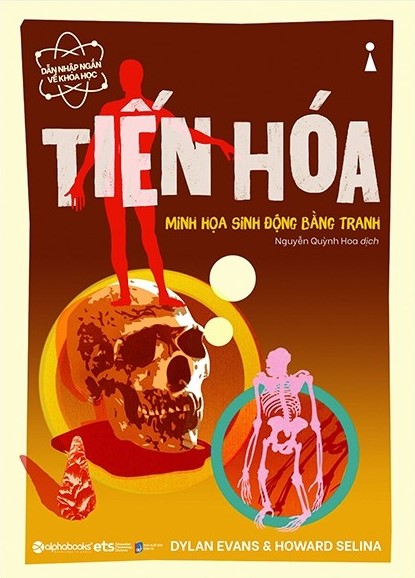 DẪN NHẬP NGẮN
VỀ KHOA HỌC
TIẾN HÓA
MINH HỌA SINH ĐỘNG BẰNG TRANH
Nguyễn Quỳnh Hoa dịch
alphabooks ets
DYLAN EVANS & HOWARD SELINA